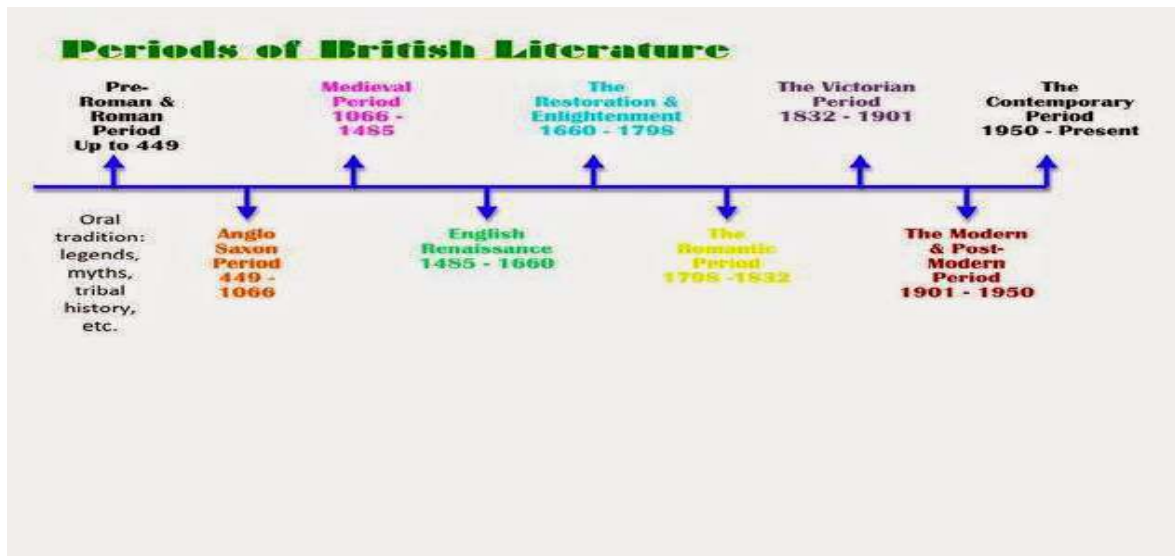 Periods of British Literature
Pre-
Roman &
Roman
Period
Up to 449
Medieval
Period
1066 -
1485
The
Restoration &
Enlightenment
1660 - 1798
The Victorian
Period
1832 - 1901
The
Contemporary
Period
1950 - Present
Oral
tradition:
legends,
myths,
tribal
history,
etc.
Anglo
Saxon
Period
449 -
1066
English
Renaissance
1485 - 1660
The
Romantic
Period
1798 -1832
The Modern
& Post-
Modern
Period
1901 - 1950